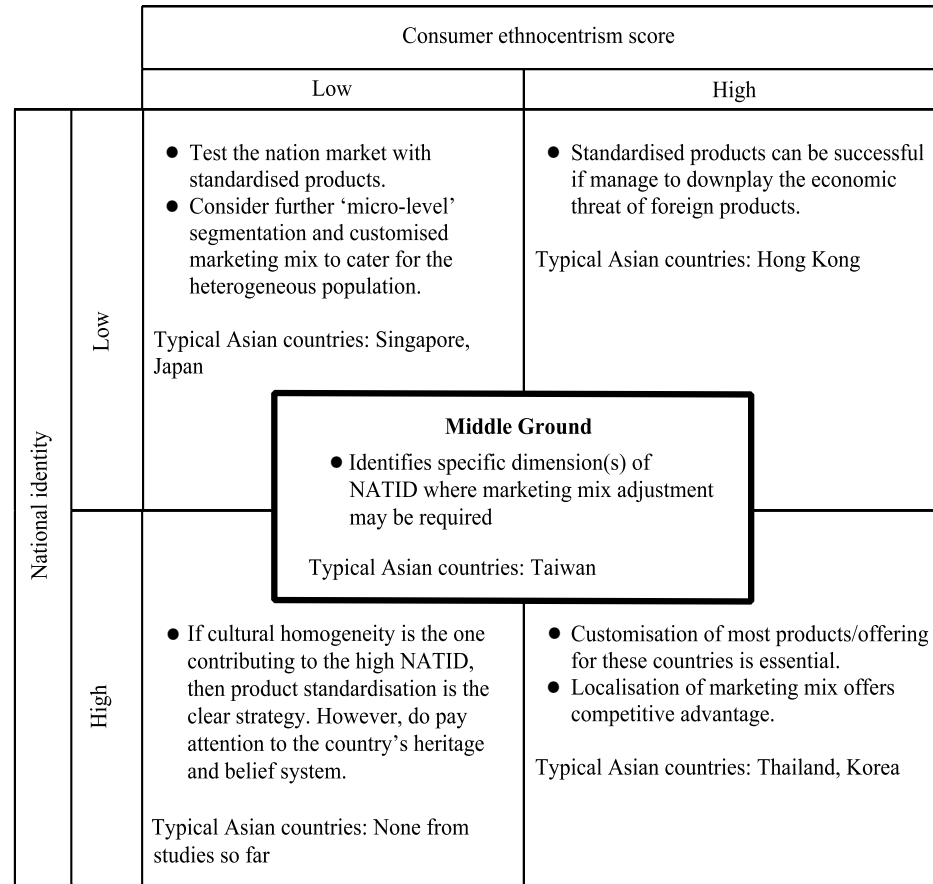 Consumer ethnocentrism score
Low
High
National identity
Low
● Test the nation market with
standardised products.
● Consider further ‘micro-level’
segmentation and customised
marketing mix to cater for the
heterogeneous population.
Typical Asian countries: Singapore,
Japan
● Standardised products can be successful
if manage to downplay the economic
threat of foreign products.
Typical Asian countries: Hong Kong
Middle Ground
● Identifies specific dimension(s) of
NATID where marketing mix adjustment
may be required
Typical Asian countries: Taiwan
High
● If cultural homogeneity is the one
contributing to the high NATID,
then product standardisation is the
clear strategy. However, do pay
attention to the country’s heritage
and belief system.
Typical Asian countries: None from
studies so far
● Customisation of most products/offering
for these countries is essential.
● Localisation of marketing mix offers
competitive advantage.
Typical Asian countries: Thailand, Korea